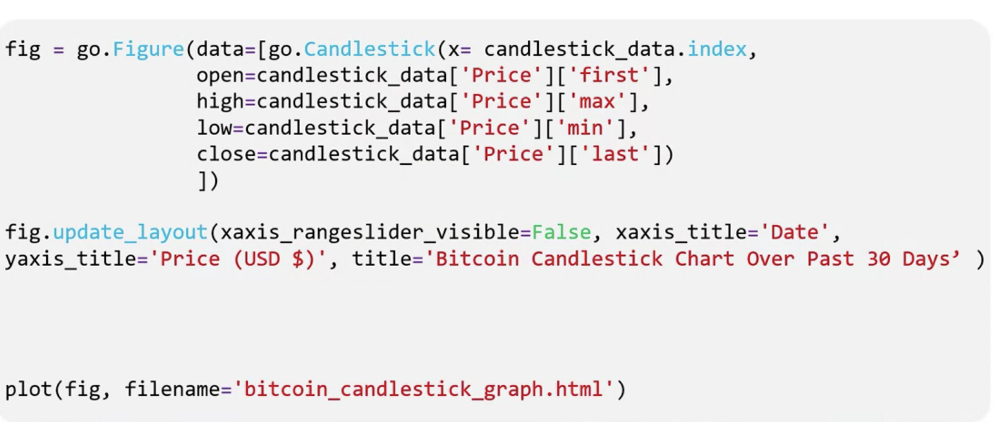 fig = go.Figure(data=[go.Candlestick(x= candlestick_data.index,
open=candlestick_data['Price']['first'],
high=candlestick_data['Price']['max'],
low=candlestick_data['Price']['min'],
close=candlestick_data['Price']['last'])
])
fig.update_layout(xaxis_rangeslider_visible=False, xaxis_title='Date',
yaxis_title='Price (USD $)', title='Bitcoin Candlestick Chart Over Past 30 Days’ )
plot(fig, filename='bitcoin_candlestick_graph.html')